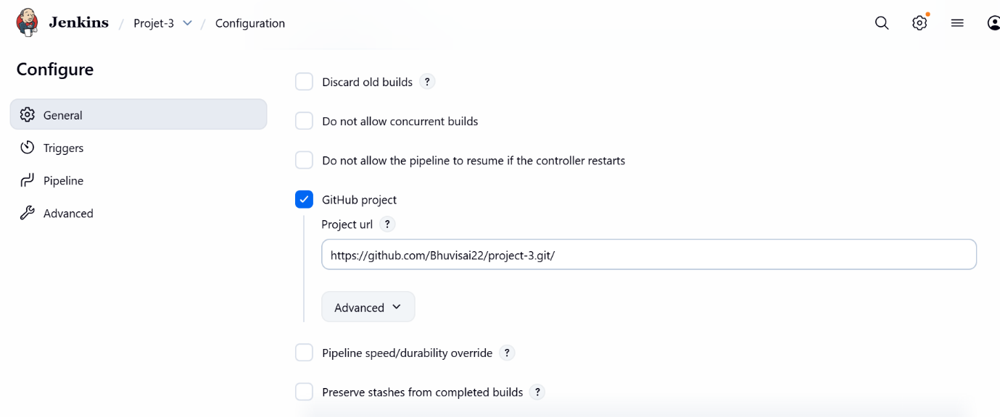 Jenkins / Projet-3 / Configuration
Configure
General
Triggers
Pipeline
Advanced
Discard old builds ?
Do not allow concurrent builds
Do not allow the pipeline to resume if the controller restarts
GitHub project
Project url ?
https://github.com/Bhuvisai22/project-3.git/
Advanced
Pipeline speed/durability override ?
Preserve stashes from completed builds ?